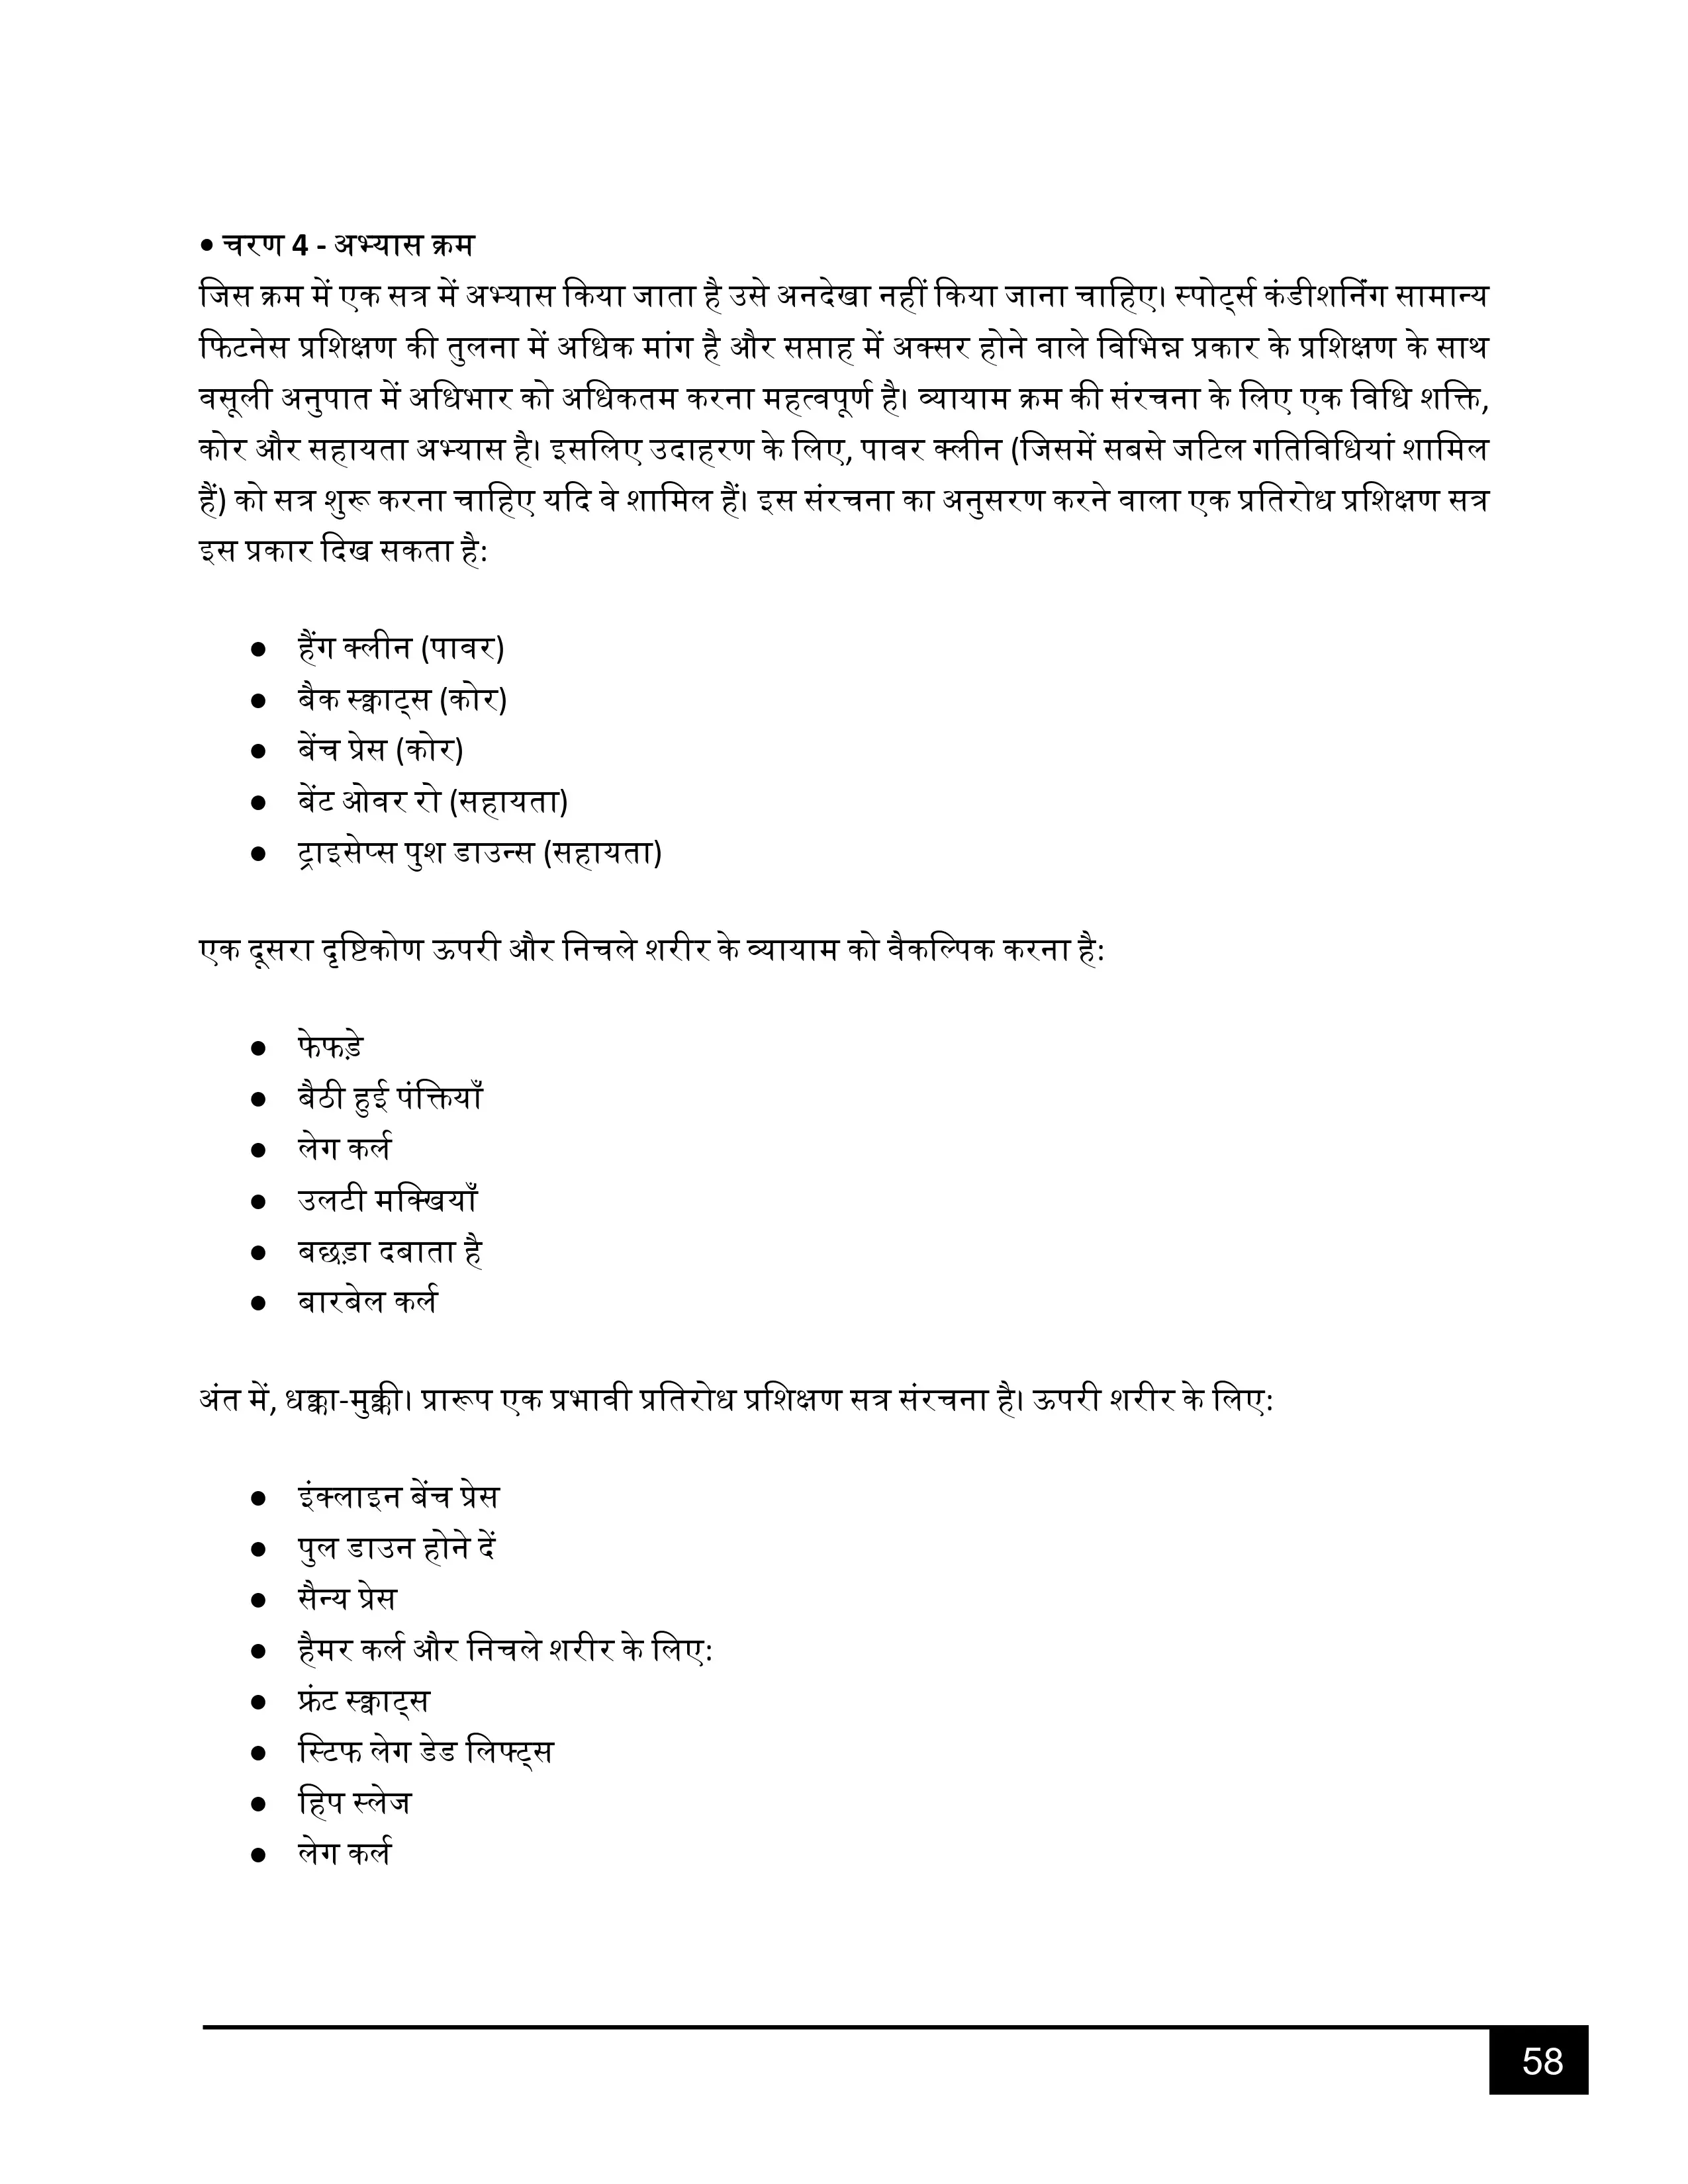 • चरण 4 - अभ्यास क्रम
जिस क्रम में एक सत्र में अभ्यास किया जाता है उसे अनदेखा नहीं किया जाना चाहिए। स्पोर्ट्स कंडीशनिंग सामान्य
फिटनेस प्रशिक्षण की तुलना में अधिक मांग है और सप्ताह में अक्सर होने वाले विभिन्न प्रकार के प्रशिक्षण के साथ
वसूली अनुपात में अधिभार को अधिकतम करना महत्वपूर्ण है। व्यायाम क्रम की संरचना के लिए एक विधि शक्ति,
कोर और सहायता अभ्यास है। इसलिए उदाहरण के लिए, पावर क्लीन (जिसमें सबसे जटिल गतिविधियां शामिल
हैं) को सत्र शुरू करना चाहिए यदि वे शामिल हैं। इस संरचना का अनुसरण करने वाला एक प्रतिरोध प्रशिक्षण सत्र
इस प्रकार दिख सकता है:
● हैंग क्लीन (पावर)
● बैक स्क्वाट्स (कोर)
● बेंच प्रेस (कोर)
● बेंट ओवर रो (सहायता)
● ट्राइसेप्स पुश डाउन्स (सहायता)
एक दूसरा दृष्टिकोण ऊपरी और निचले शरीर के व्यायाम को वैकल्पिक करना है:
● फेफड़े
● बैठी हुई पंक्तियाँ
● लेग कर्ल
● उलटी मक्खियाँ
● बछड़ा दबाता है
● बारबेल कर्ल
अंत में, धक्का-मुक्की। प्रारूप एक प्रभावी प्रतिरोध प्रशिक्षण सत्र संरचना है। ऊपरी शरीर के लिए:
● इंक्लाइन बेंच प्रेस
● पुल डाउन होने दें
● सैन्य प्रेस
● हैमर कर्ल और निचले शरीर के लिए:
● फ्रंट स्क्वाट्स
● स्टिफ लेग डेड लिफ्ट्स
● हिप स्लेज
● लेग कर्ल
58